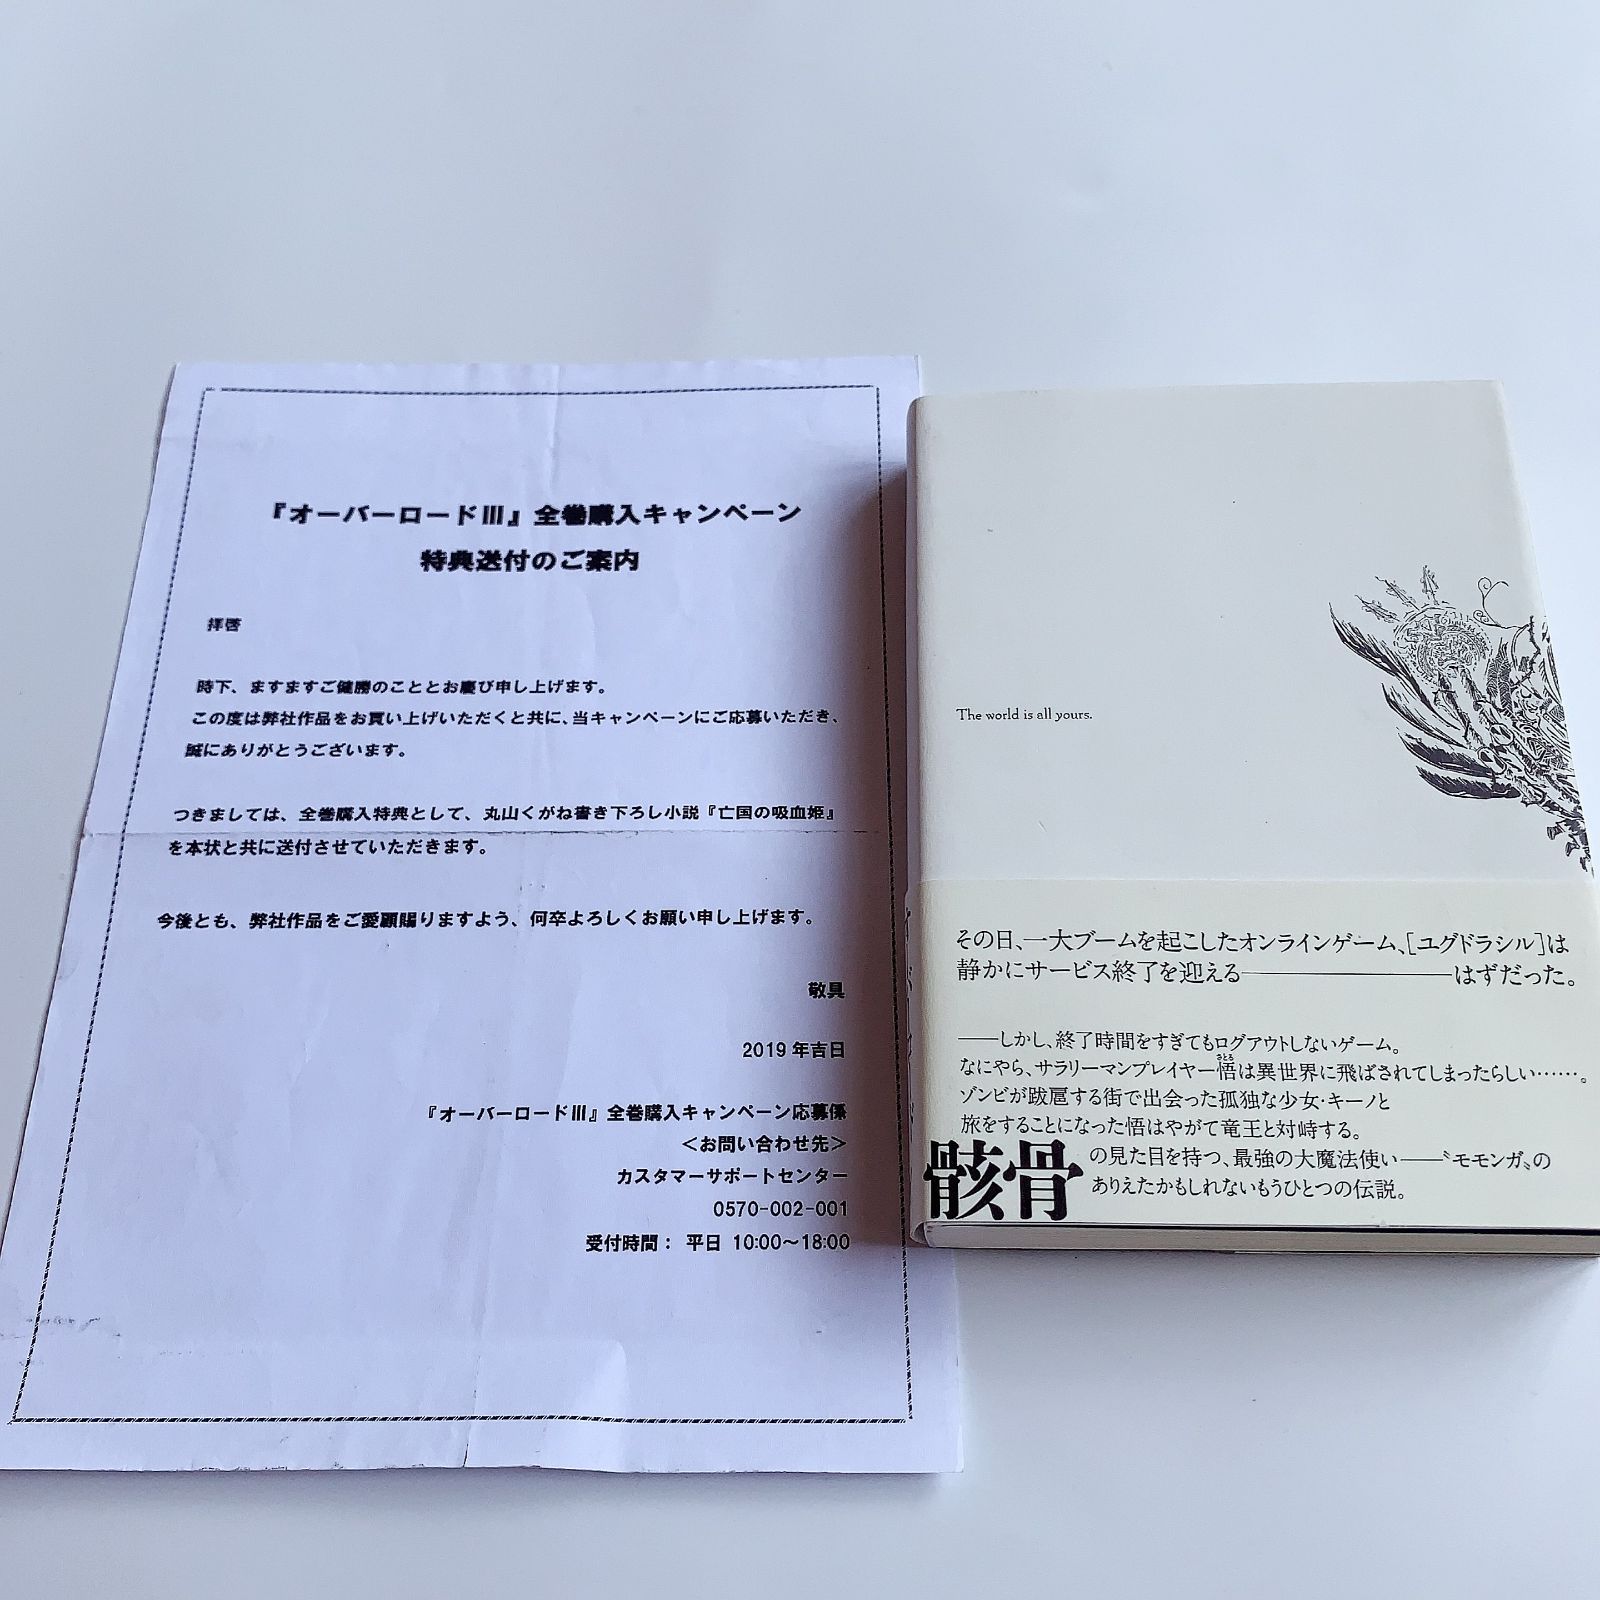 『オーバーロードⅢ』全巻購入キャンペーン
特典送付のご案内
拝啓
時下、ますますご健勝のこととお慶び申し上げます。
この度は弊社作品をお買い上げいただくと共に、当キャンペーンにご応募いただき、
誠にありがとうございます。
つきましては、全巻購入特典として、丸山くがね書き下ろし小説『亡国の吸血姫』
を本状と共に送付させていただきます。
今後とも、弊社作品をご愛顧賜りますよう、何卒よろしくお願い申し上げます。
敬具
2019 年吉日
『オーバーロードⅢ』全巻購入キャンペーン応募係
<お問い合わせ先>
カスタマーサポートセンター
0570-002-001
受付時間： 平日 10:00～18:00
The world is all yours.
その日、一大ブームを起こしたオンラインゲーム、[ユグドラシル]は
静かにサービス終了を迎える――――――はずだった。
――しかし、終了時間をすぎてもログアウトしないゲーム。
なにやら、サラリーマンプレイヤー悟は異世界に飛ばされてしまったらしい……。
さとる
ゾンビが跋扈する街で出会った孤独な少女・キーノと
旅をすることになった悟はやがて竜王と対峙する。
骸骨の見た目を持つ、最強の大魔法使い――〝モモンガ〟の
ありえたかもしれないもうひとつの伝説。